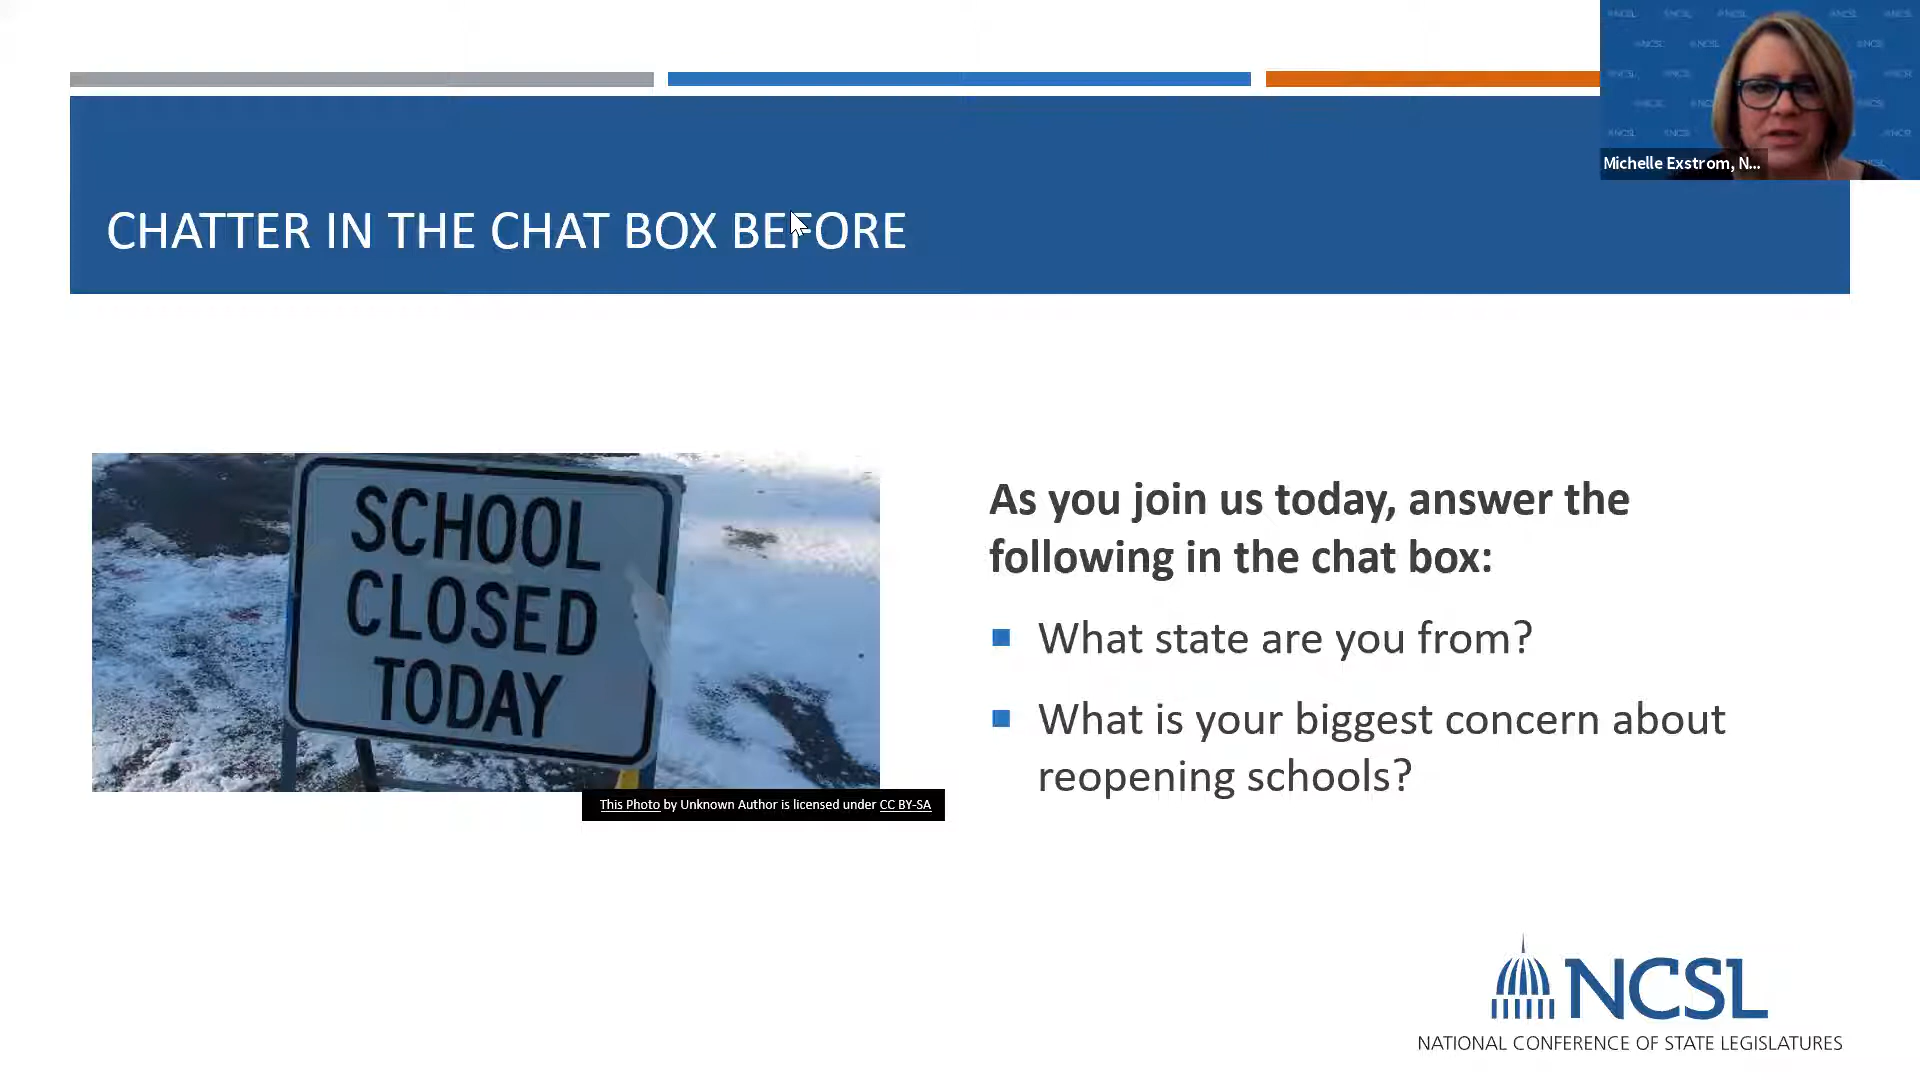 Michelle Exstrom, N...
CHATTER IN THE CHAT BOX BEFORE
SCHOOL
CLOSED
TODAY
This Photo by Unknown Author is licensed under CC BY-SA
As you join us today, answer the
following in the chat box:
What state are you from?
What is your biggest concern about
reopening schools?
NCSL
NATIONAL CONFERENCE OF STATE LEGISLATURES